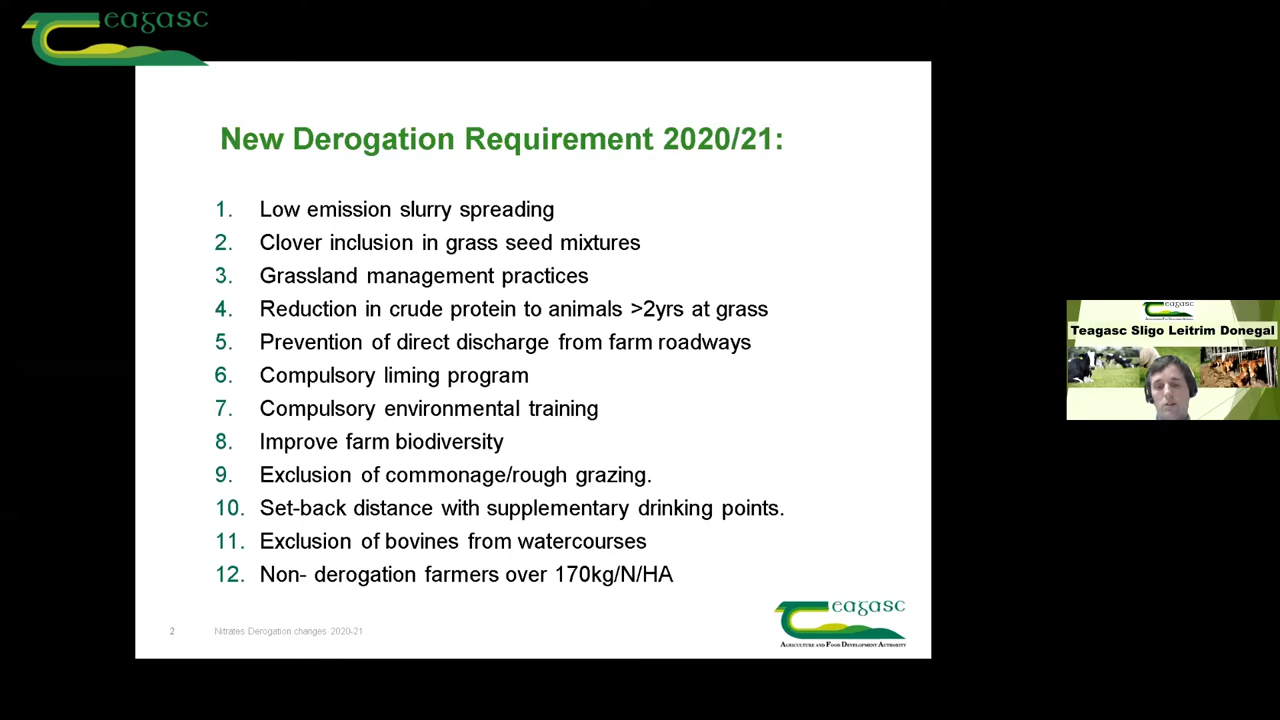 eagasc
New Derogation Requirement 2020/21:
1. Low emission slurry spreading
2. Clover inclusion in grass seed mixtures
3. Grassland management practices
4. Reduction in crude protein to animals >2yrs at grass
5. Prevention of direct discharge from farm roadways
6. Compulsory liming program
7. Compulsory environmental training
8. Improve farm biodiversity
9. Exclusion of commonage/rough grazing.
10. Set-back distance with supplementary drinking points.
11. Exclusion of bovines from watercourses
12. Non- derogation farmers over 170kg/N/HA
2 Nitrates Derogation changes 2020-21
eagasc
AGRICULTURE AND FOOD DEVELOPMENT AUTHORITY
eagasc
Teagasc Sligo Leitrim Donegal